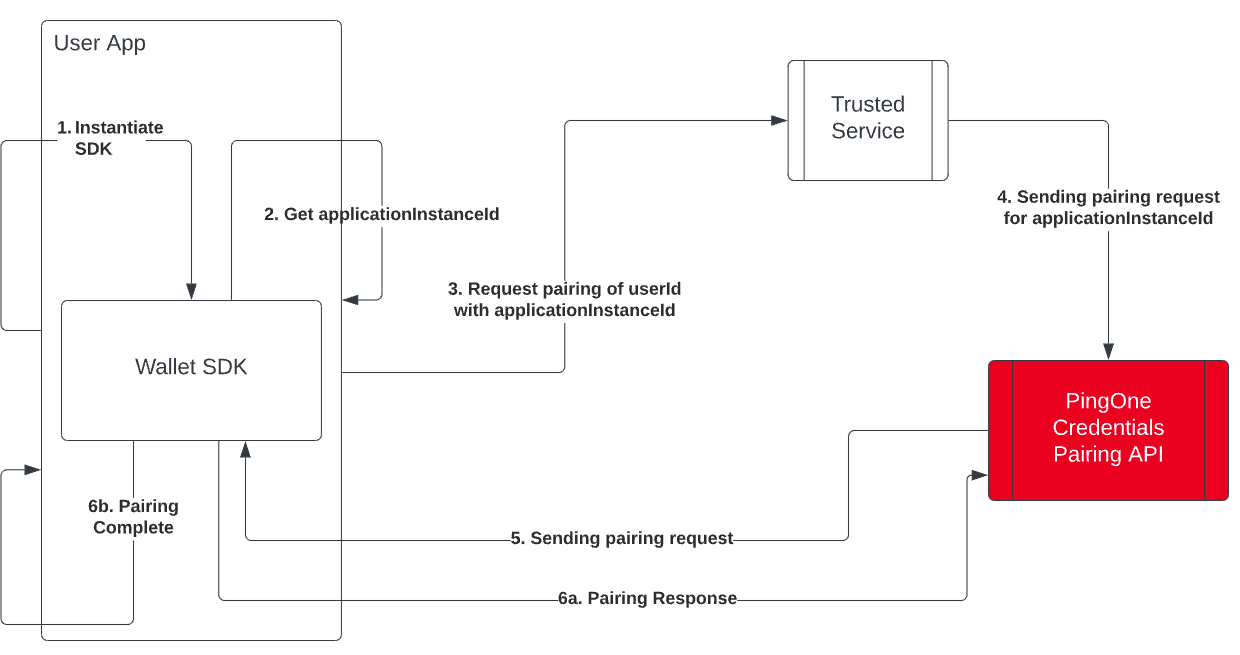 User App
1. Instantiate
SDK
2. Get applicationInstanceId
Trusted
Service
3. Request pairing of userId
with applicationInstanceId
4. Sending pairing request
for applicationInstanceId
Wallet SDK
PingOne
Credentials
Pairing API
6b. Pairing
Complete
5. Sending pairing request
6a. Pairing Response